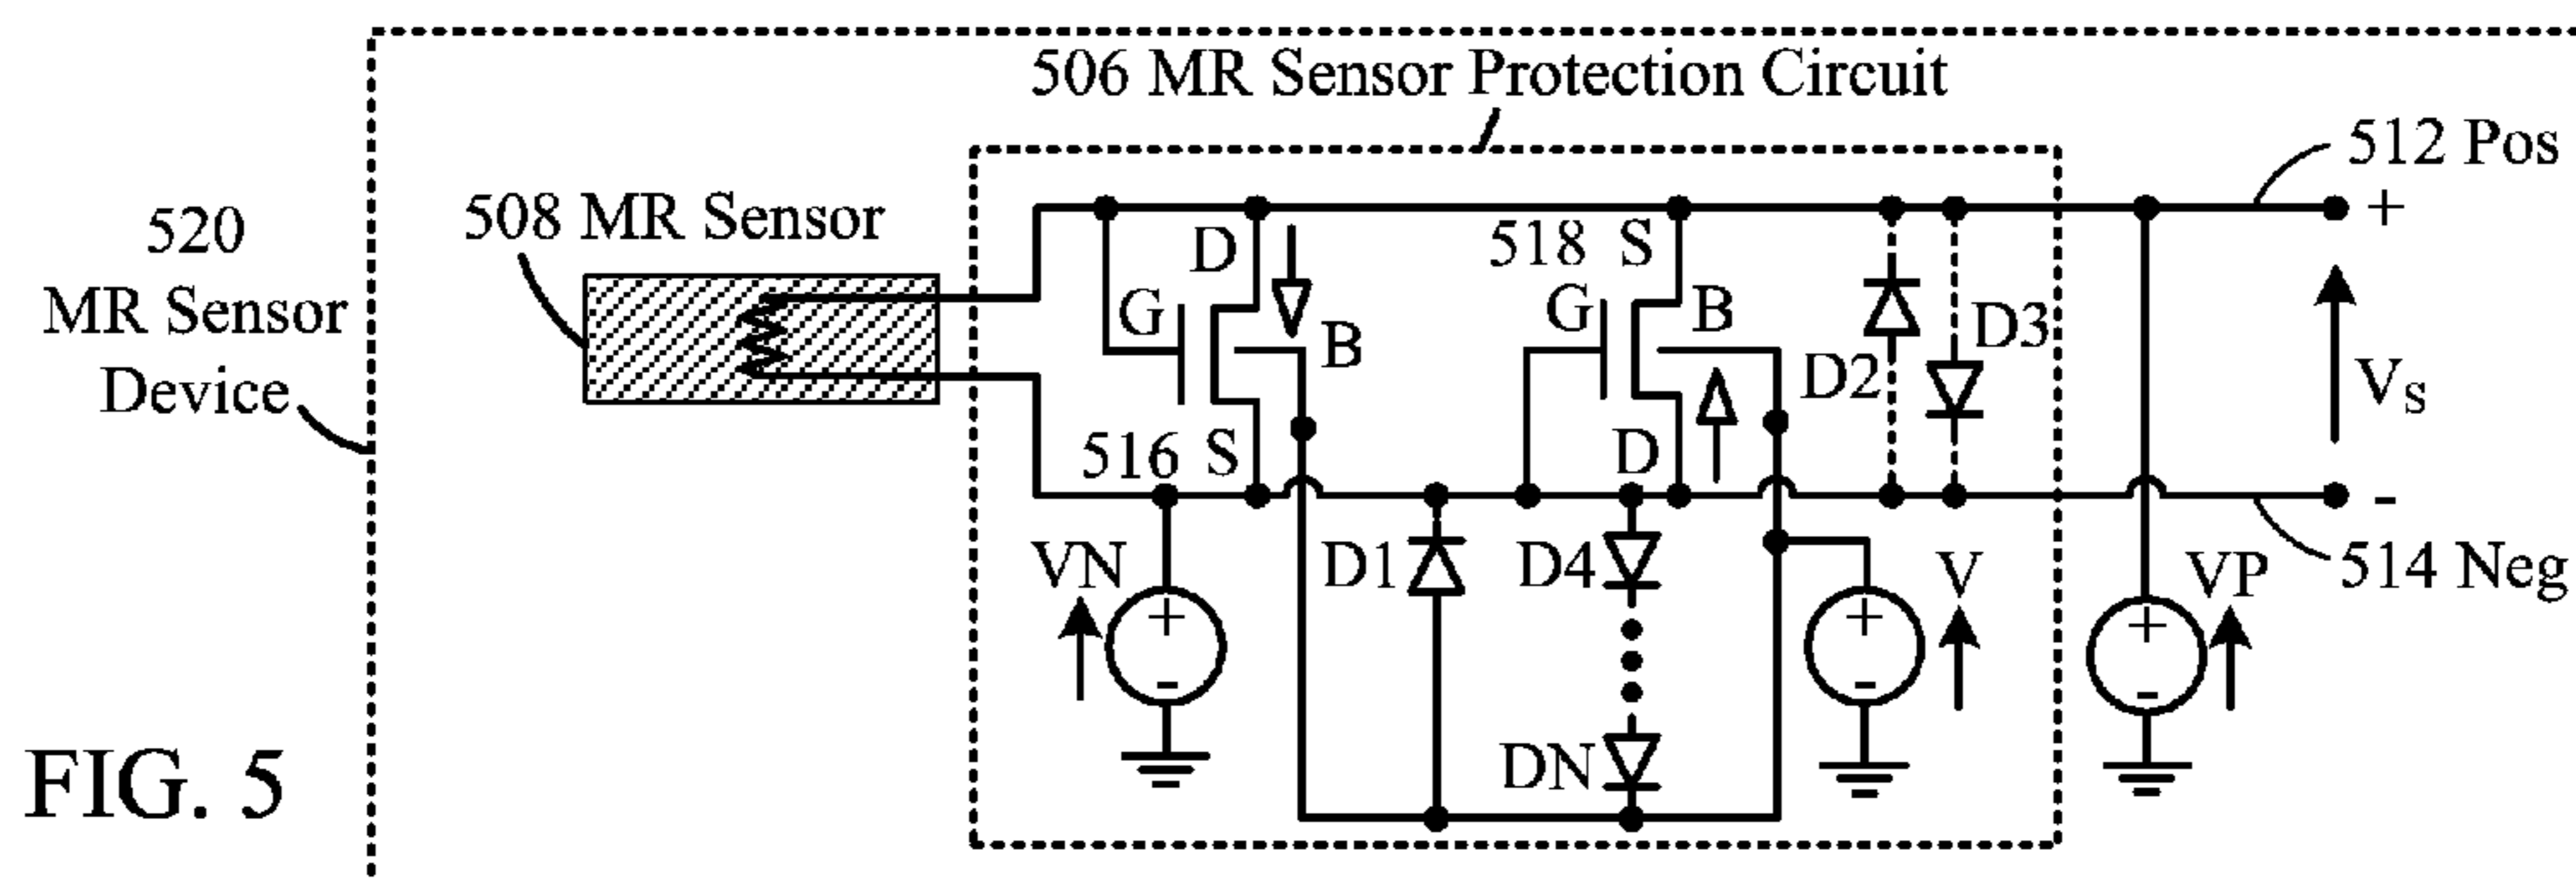 506 MR Sensor Protection Circuit
512 Pos
508 MR Sensor
520
MR Sensor
Device
D
518 S
+
G
B
G
B
D2
D3
VS
516 S
D
-
VN
+
-
D1
D4
DN
+
-
V
VP
+
-
514 Neg
FIG. 5